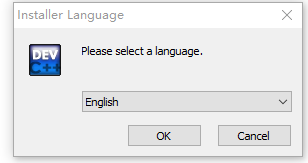 Installer Language
DEV
C++
Please select a language.
English
OK
Cancel